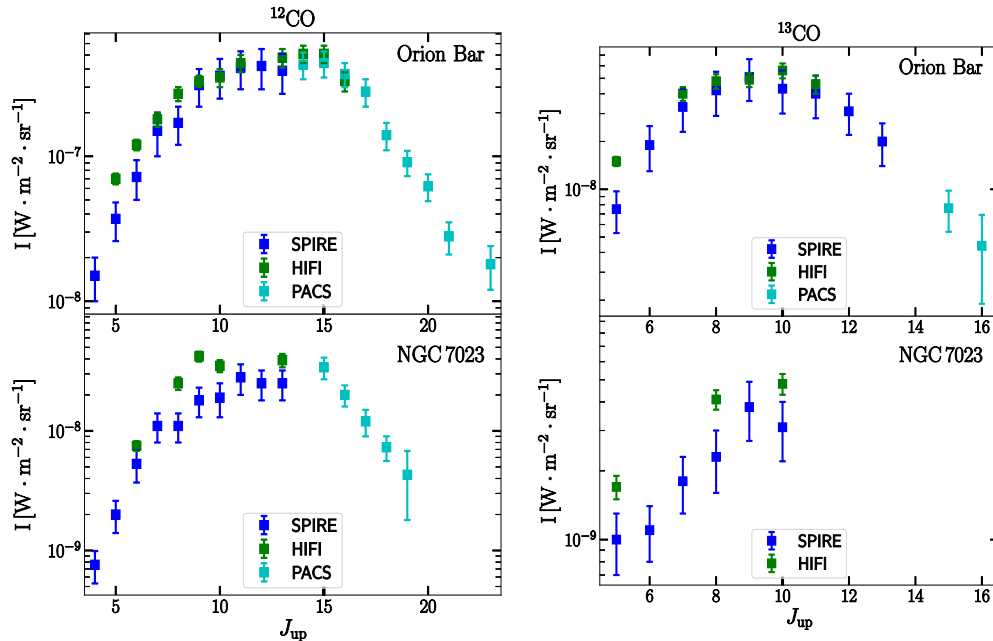 ¹²CO
Orion Bar
I [W · m⁻² · sr⁻¹]
10⁻⁷
10⁻⁸
SPIRE
HIFI
PACS
5 10 15 20
¹³CO
Orion Bar
I [W · m⁻² · sr⁻¹]
10⁻⁸
SPIRE
HIFI
PACS
6 8 10 12 14 16
NGC 7023
I [W · m⁻² · sr⁻¹]
10⁻⁸
10⁻⁹
SPIRE
HIFI
PACS
5 10 15 20
J_up
NGC 7023
I [W · m⁻² · sr⁻¹]
10⁻⁹
SPIRE
HIFI
6 8 10 12 14 16
J_up